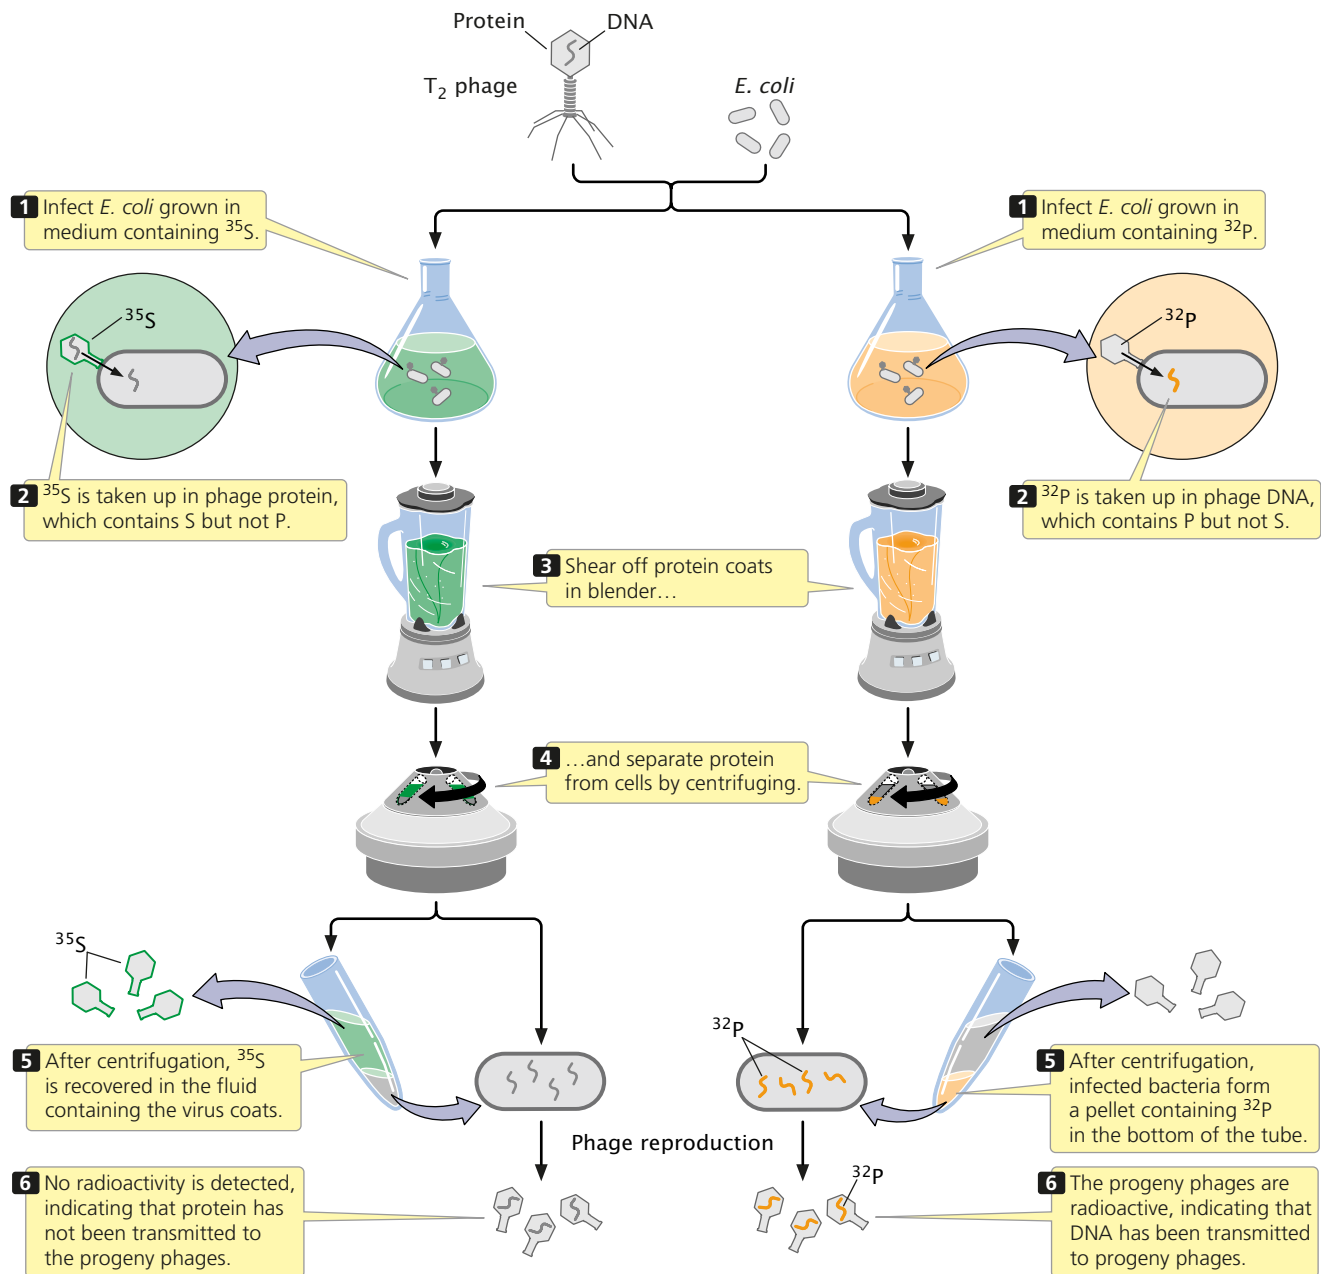 Protein
DNA
T₂ phage
E. coli
1 Infect E. coli grown in
medium containing ³⁵S.
1 Infect E. coli grown in
medium containing ³²P.
³⁵S
³²P
2 ³⁵S is taken up in phage protein,
which contains S but not P.
2 ³²P is taken up in phage DNA,
which contains P but not S.
3 Shear off protein coats
in blender…
4 …and separate protein
from cells by centrifuging.
³⁵S
5 After centrifugation, ³⁵S
is recovered in the fluid
containing the virus coats.
³²P
5 After centrifugation,
infected bacteria form
a pellet containing ³²P
in the bottom of the tube.
Phage reproduction
6 No radioactivity is detected,
indicating that protein has
not been transmitted to
the progeny phages.
³²P
6 The progeny phages are
radioactive, indicating that
DNA has been transmitted
to progeny phages.